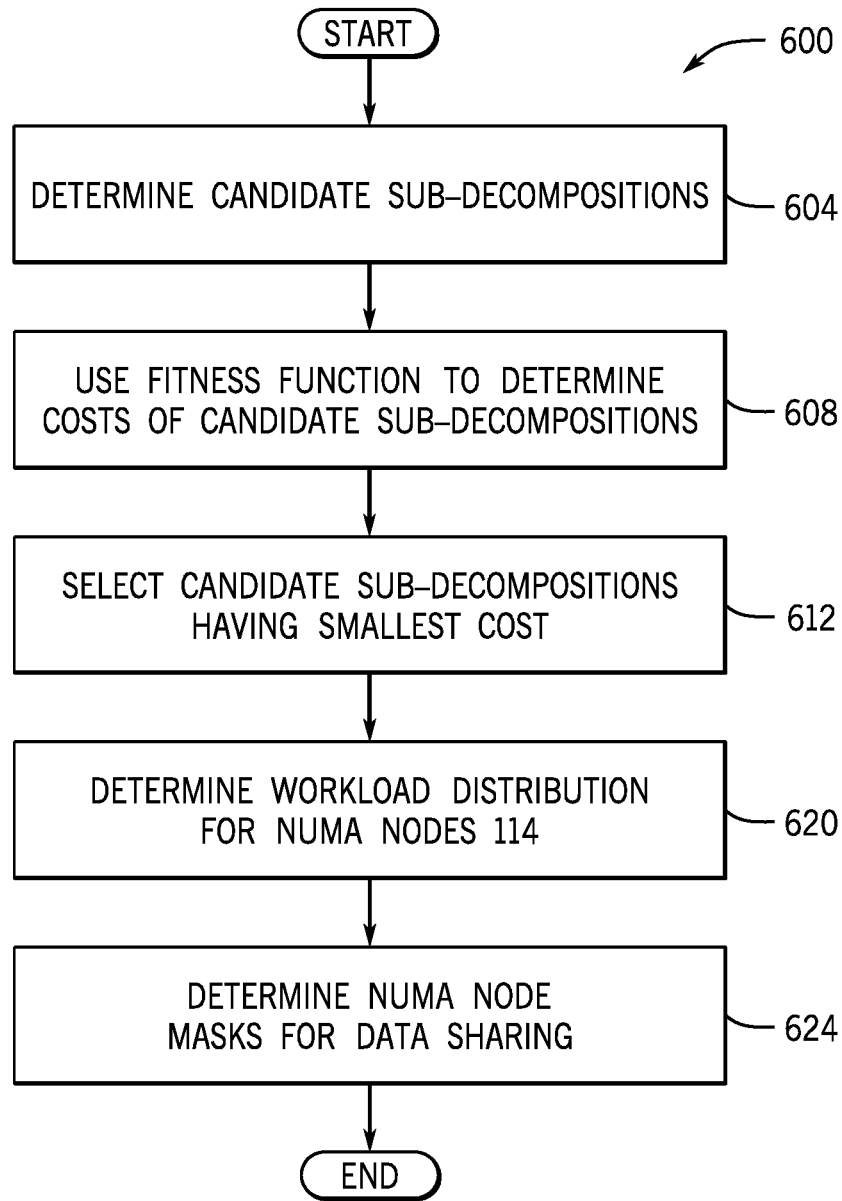 START
600
DETERMINE CANDIDATE SUB–DECOMPOSITIONS
604
USE FITNESS FUNCTION TO DETERMINE
COSTS OF CANDIDATE SUB–DECOMPOSITIONS
608
SELECT CANDIDATE SUB–DECOMPOSITIONS
HAVING SMALLEST COST
612
DETERMINE WORKLOAD DISTRIBUTION
FOR NUMA NODES 114
620
DETERMINE NUMA NODE
MASKS FOR DATA SHARING
624
END